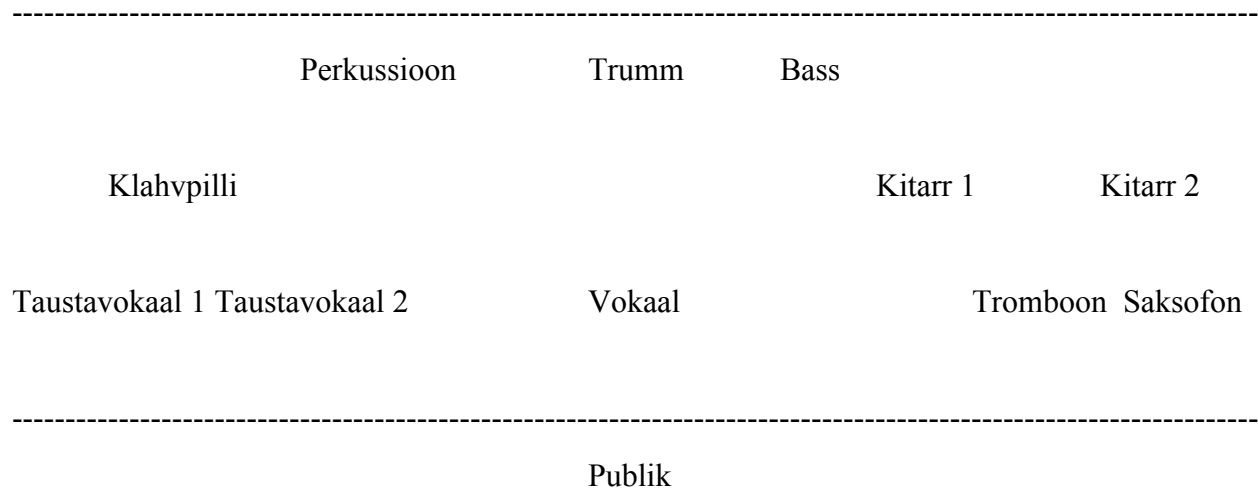 Perkussioon Trumm Bass
Klahvpilli Kitarr 1 Kitarr 2
Taustavokaal 1 Taustavokaal 2 Vokaal Tromboon Saksofon
Publik